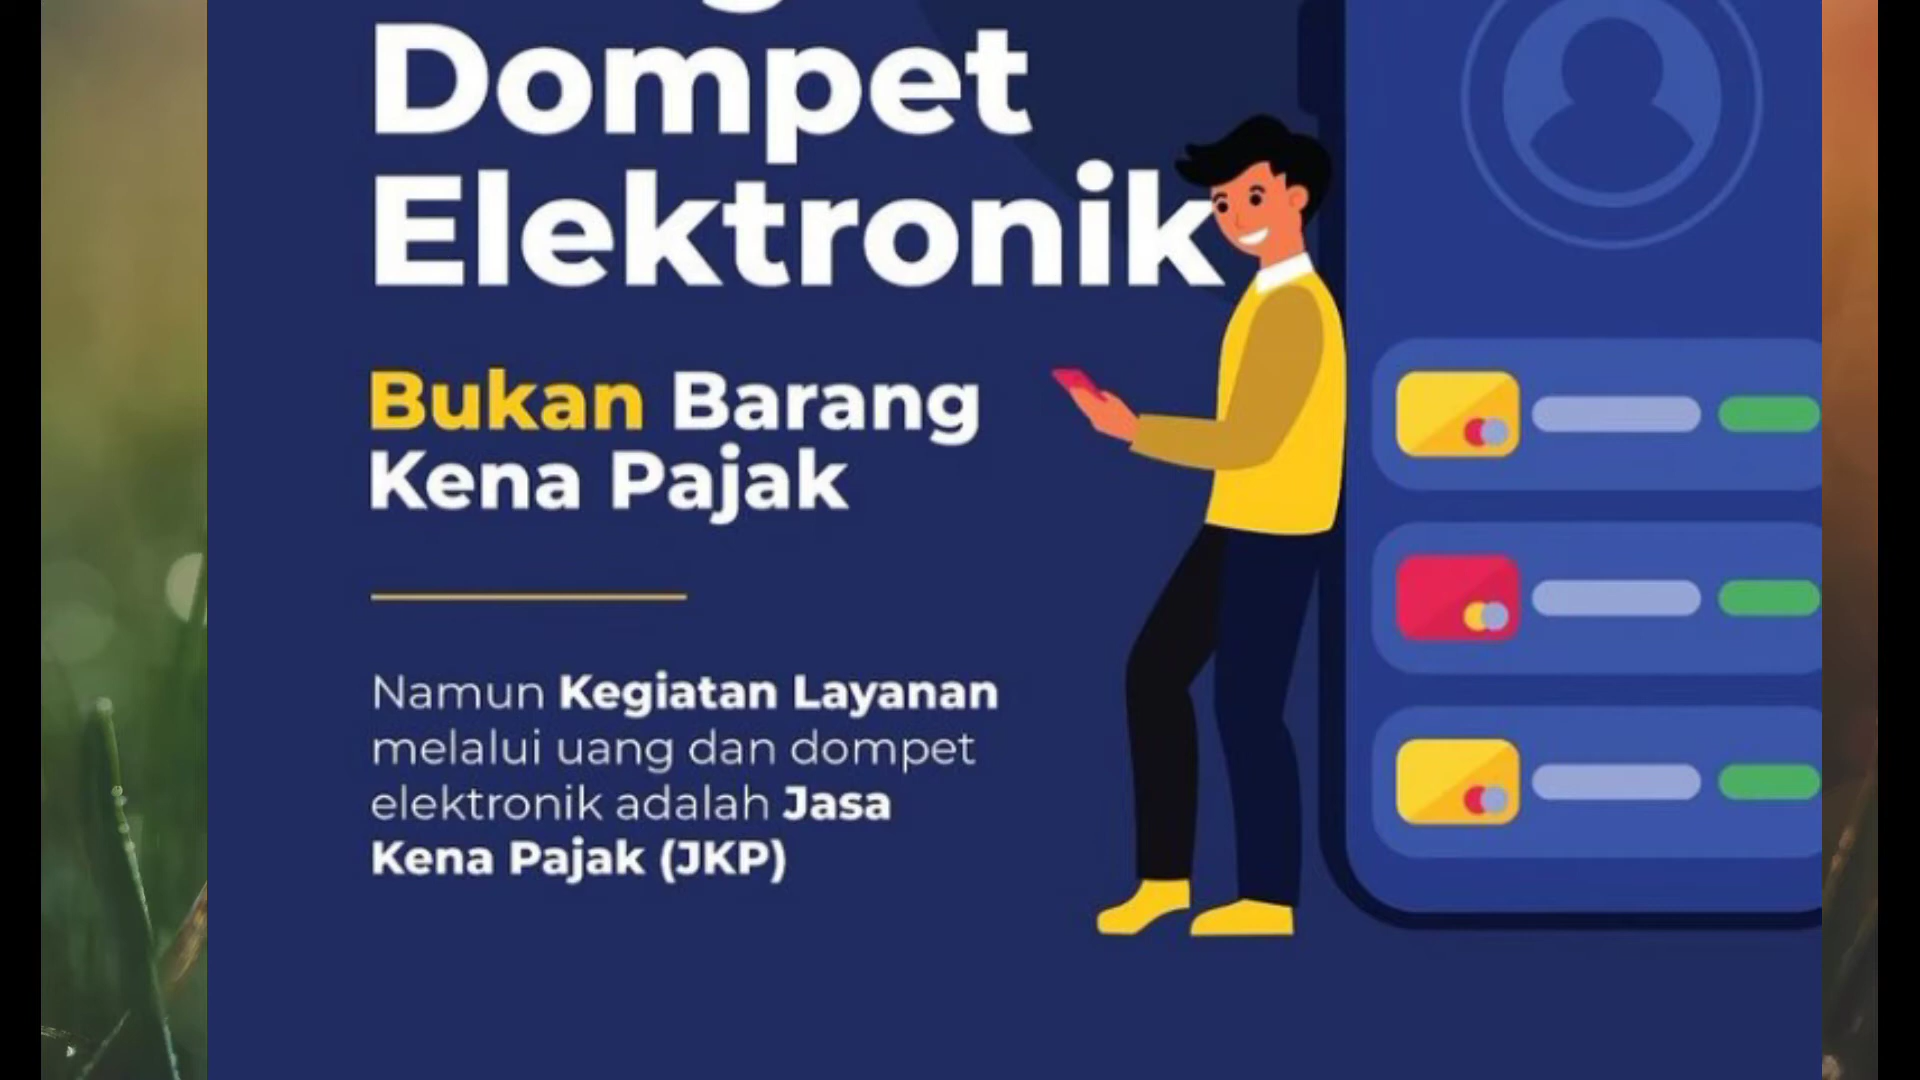 Dompet
Elektronik
Bukan Barang
Kena Pajak
Namun Kegiatan Layanan
melalui uang dan dompet
elektronik adalah Jasa
Kena Pajak (JKP)